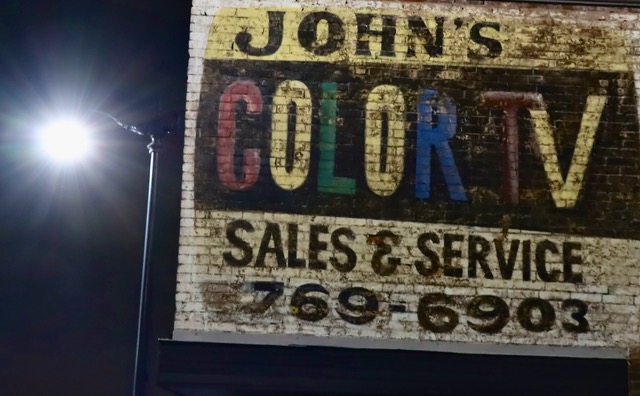 JOHN'S
COLOR TV
SALES & SERVICE
769-6903